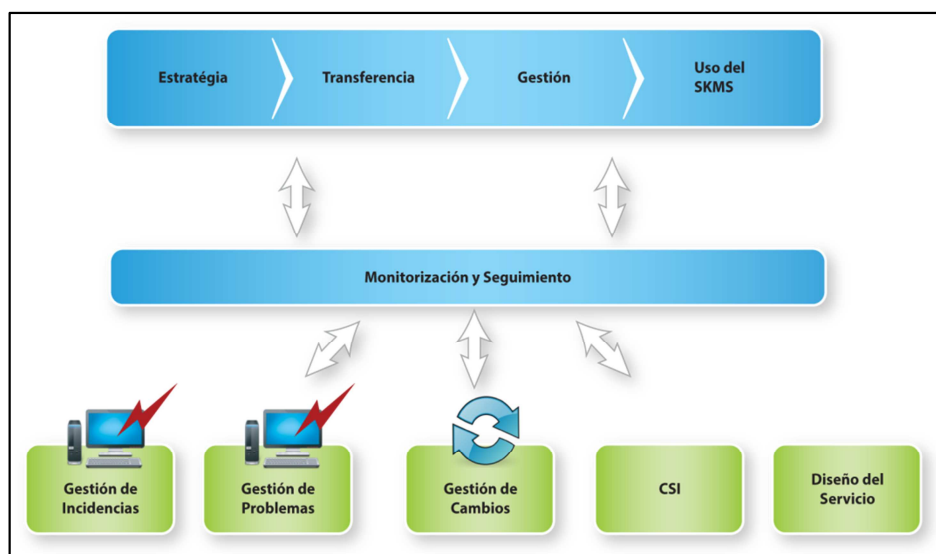 Estratégia
Transferencia
Gestión
Uso del
SKMS
Monitorización y Seguimiento
Gestión de
Incidencias
Gestión de
Problemas
Gestión de
Cambios
CSI
Diseño del
Servicio